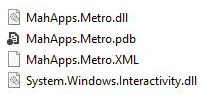 MahApps.Metro.dll
MahApps.Metro.pdb
MahApps.Metro.XML
System.Windows.Interactivity.dll